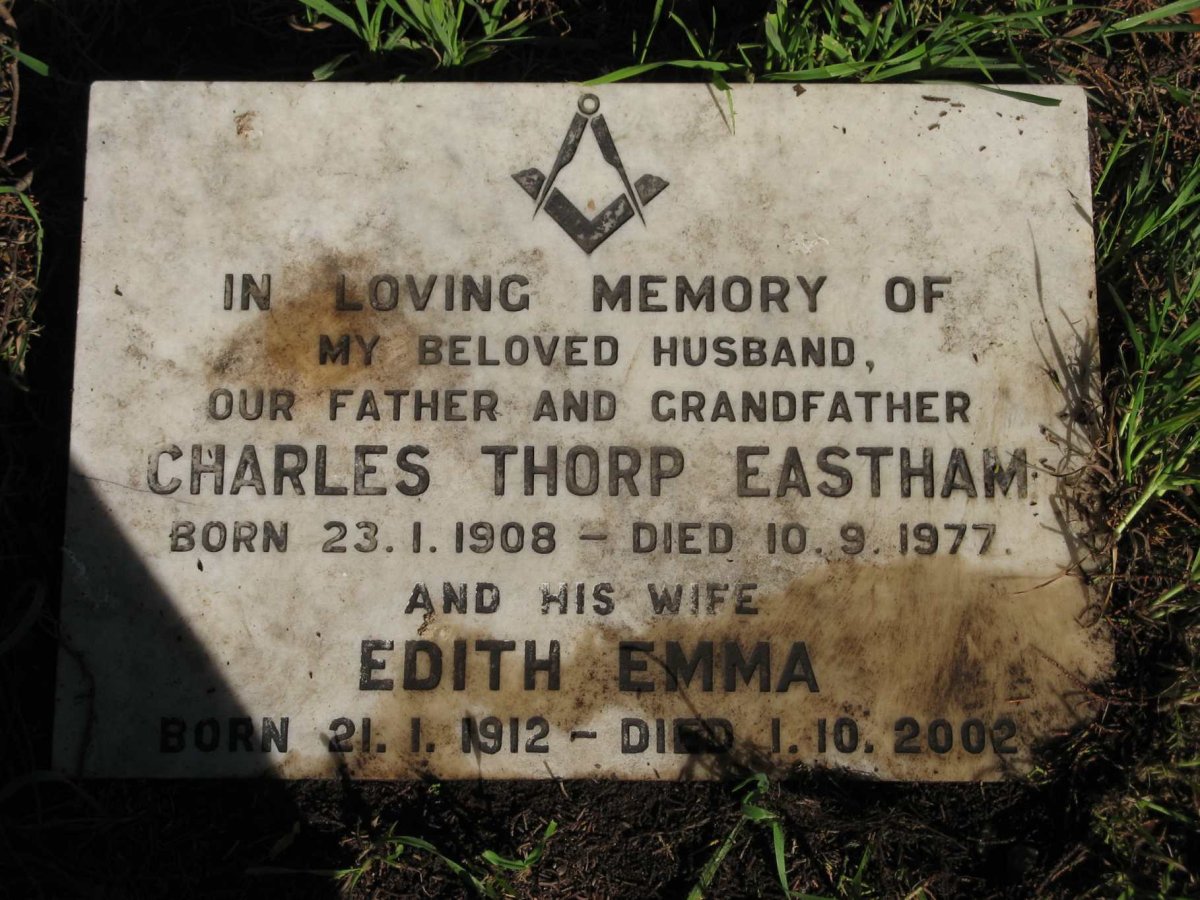 IN LOVING MEMORY OF
MY BELOVED HUSBAND,
OUR FATHER AND GRANDFATHER
CHARLES THORP EASTHAM
BORN 23.1.1908 – DIED 10.9.1977.
AND HIS WIFE
EDITH EMMA
BORN 21.1.1912 – DIED 1.10.2002